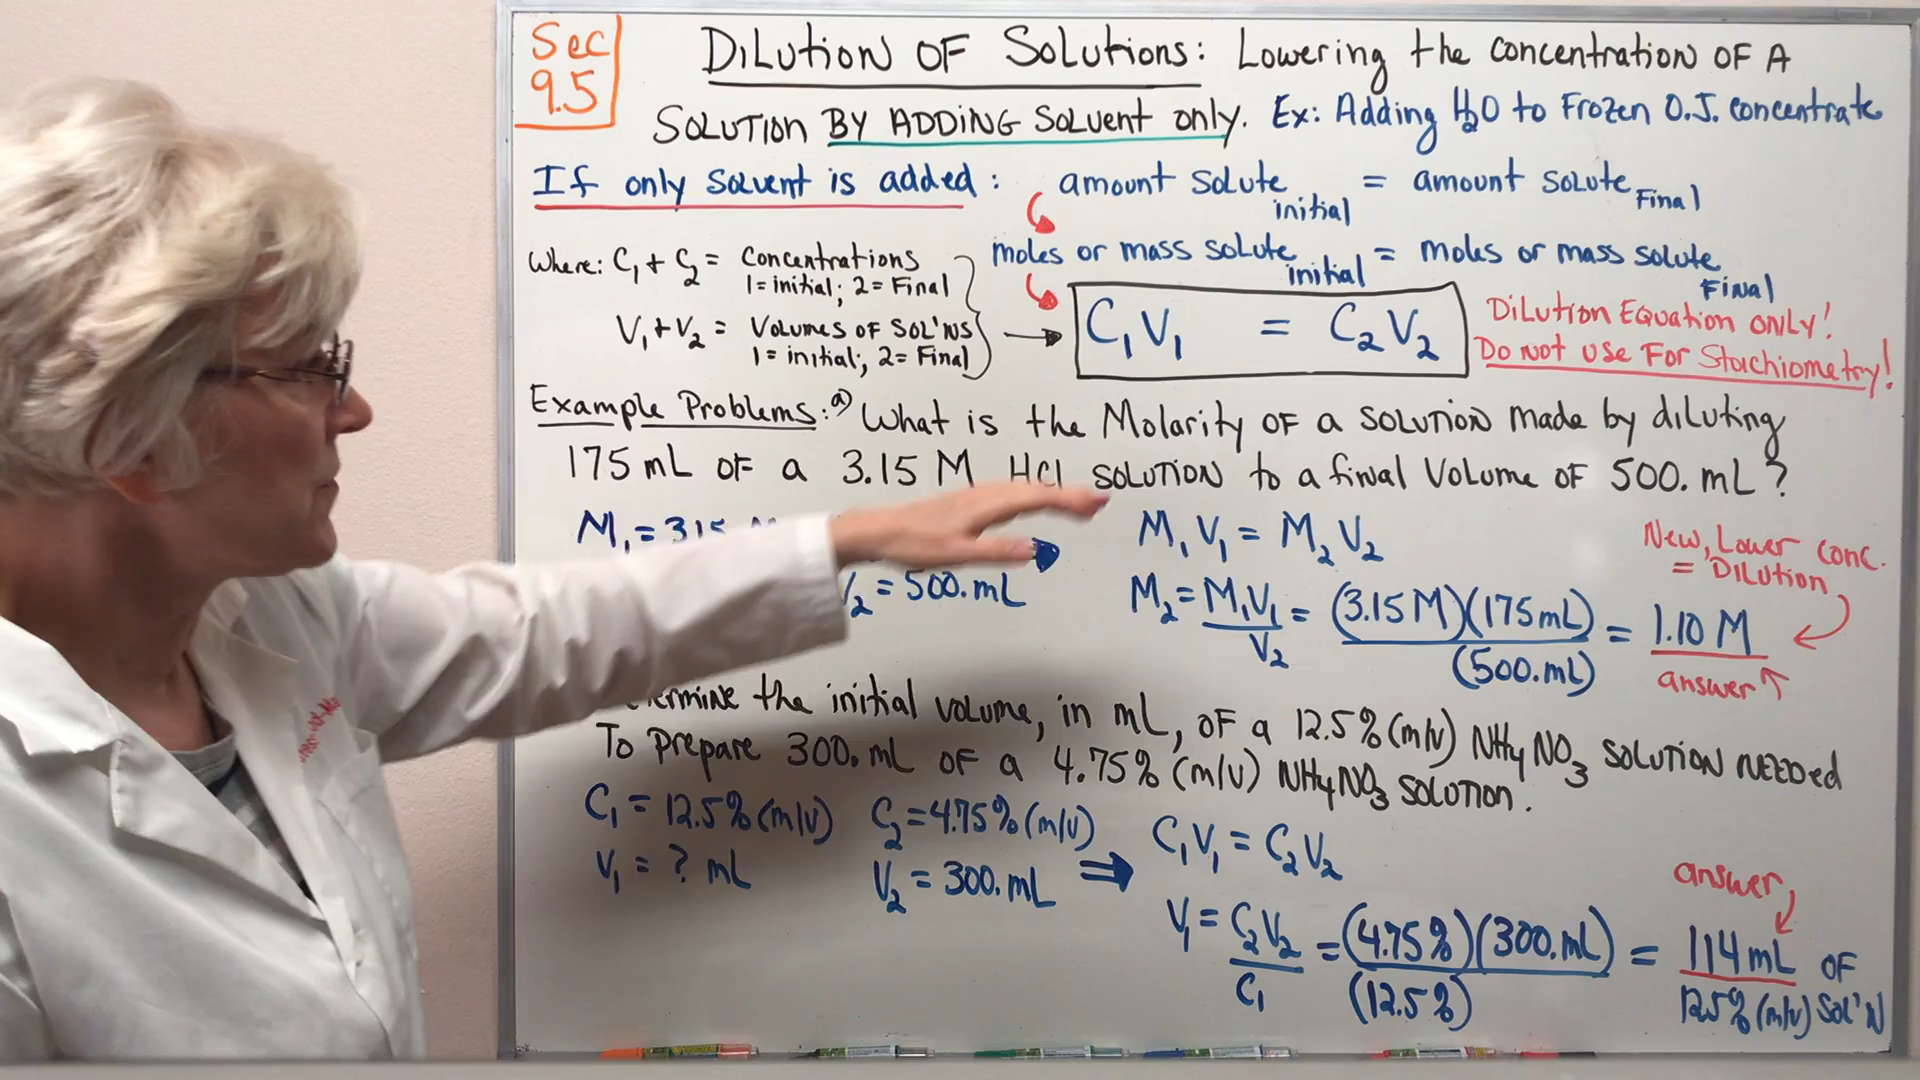 Sec
9.5
Dilution of Solutions: Lowering the concentration of a
solution by adding solvent only. Ex: Adding H₂O to Frozen O.J. concentrate
If only solvent is added: amount solute initial = amount solute Final
moles or mass solute initial = moles or mass solute Final
Where: C₁ + C₂ = Concentrations
1 = initial; 2 = Final
V₁ + V₂ = Volumes of sol'ns
1 = initial; 2 = Final
C₁V₁ = C₂V₂
Dilution Equation only!
Do not use For Stoichiometry!
Example Problems: a) What is the Molarity of a solution made by diluting
175 mL of a 3.15 M HCl solution to a final volume of 500. mL?
M₁ = 3.15 M
V₂ = 500. mL
M₁V₁ = M₂V₂
M₂ = M₁V₁/V₂ = (3.15 M)(175 mL)/(500. mL) = 1.10 M
New, Lower conc.
= Dilution
answer
the initial volume, in mL, of a 12.5% (m/v) NH₄NO₃ solution needed
To prepare 300. mL of a 4.75% (m/v) NH₄NO₃ solution.
C₁ = 12.5% (m/v) C₂ = 4.75% (m/v)
V₁ = ? mL V₂ = 300. mL
C₁V₁ = C₂V₂
V₁ = C₂V₂/C₁ = (4.75%)(300. mL)/(12.5%) = 114 mL of
12.5% (m/v) Sol'n
answer